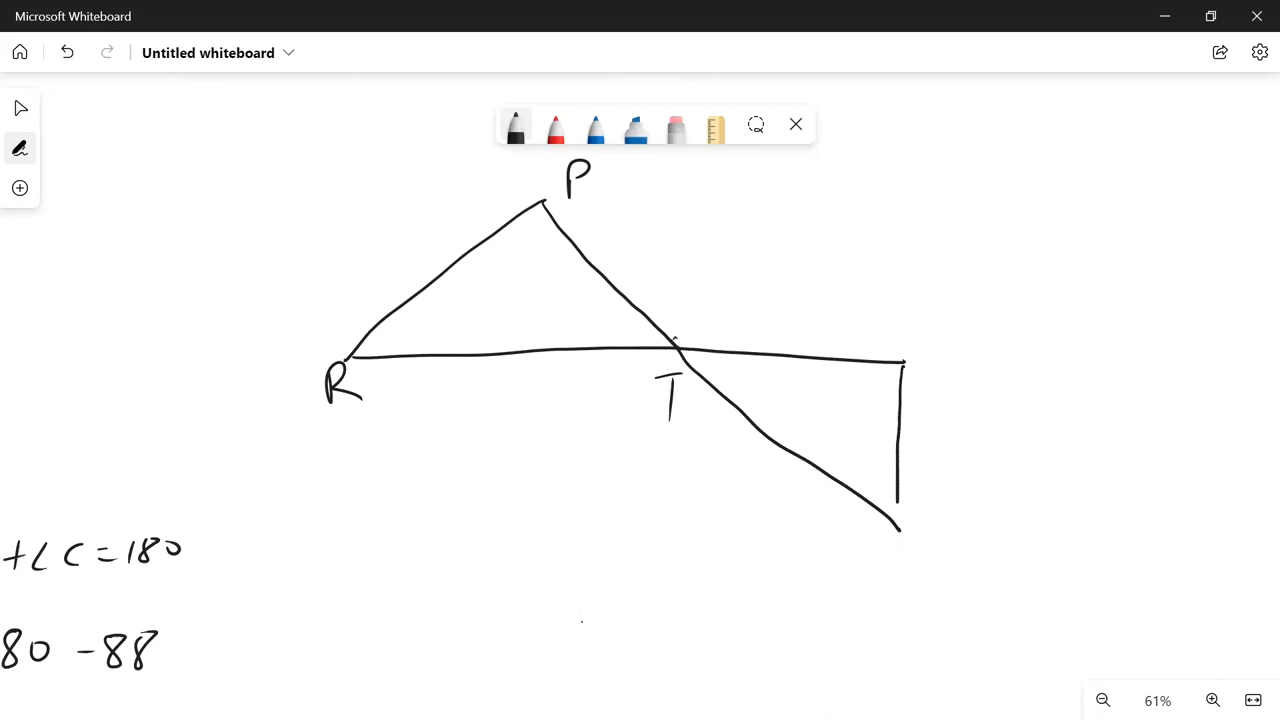 Microsoft Whiteboard
Untitled whiteboard
P
R
T
+∠C=180
80 -88
61%